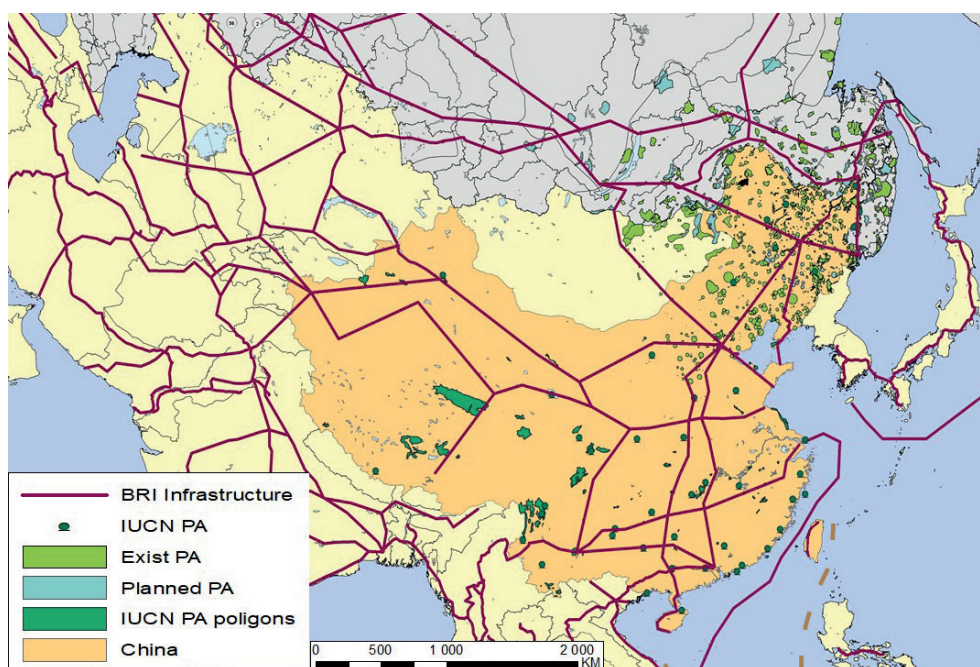 BRI Infrastructure
IUCN PA
Exist PA
Planned PA
IUCN PA poligons
China
0 500 1 000 2 000
KM